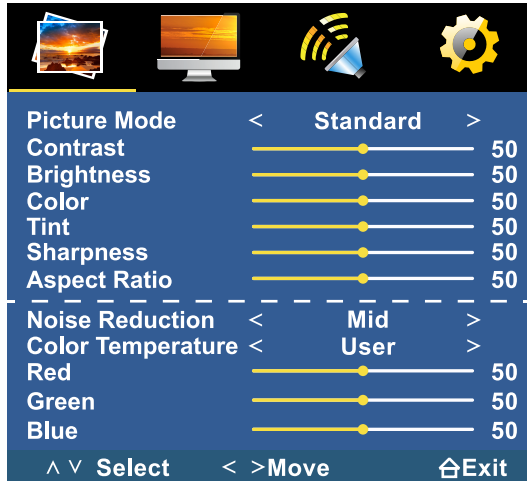 Picture Mode < Standard >
Contrast 50
Brightness 50
Color 50
Tint 50
Sharpness 50
Aspect Ratio 50
Noise Reduction < Mid >
Color Temperature < User >
Red 50
Green 50
Blue 50
∧ ∨ Select < >Move Exit